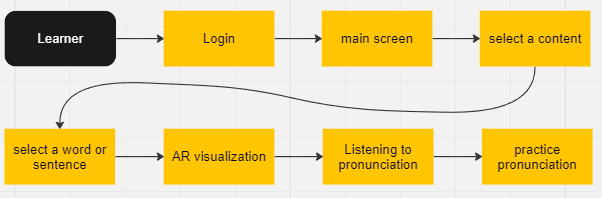 Learner
Login
main screen
select a content
select a word or
sentence
AR visualization
Listening to
pronunciation
practice
pronunciation